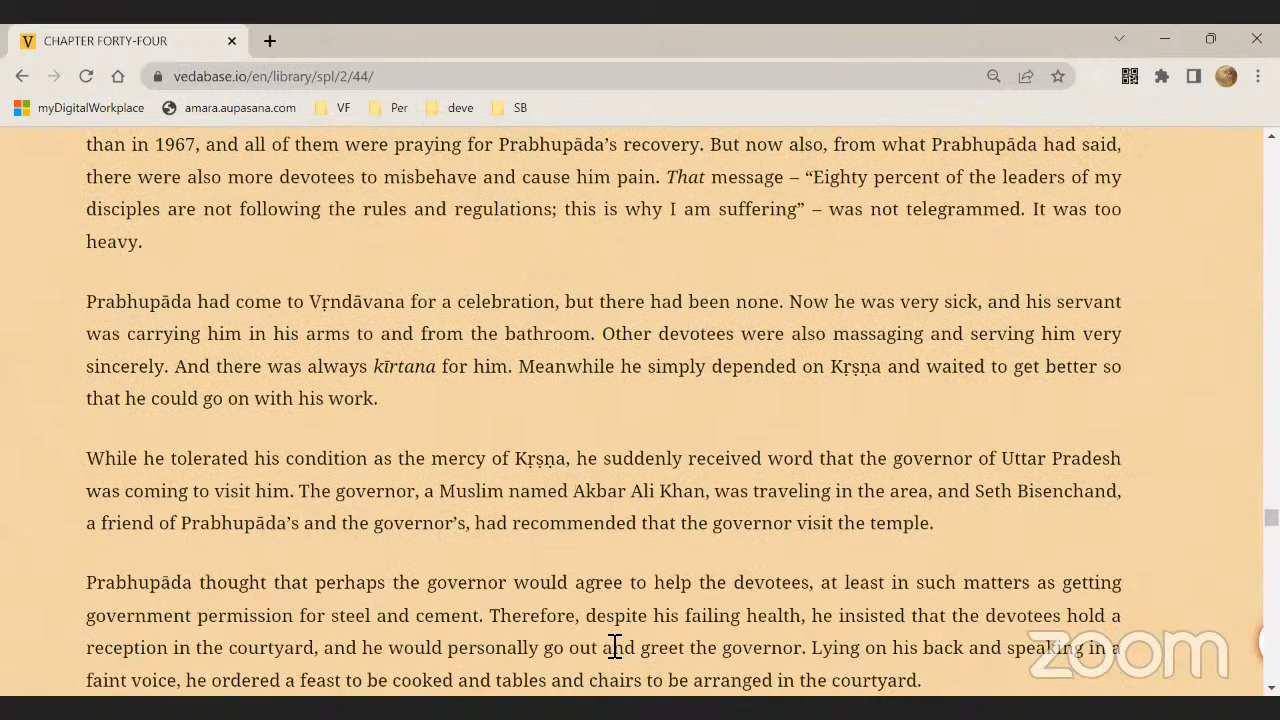 V CHAPTER FORTY-FOUR
vedabase.io/en/library/spl/2/44/
myDigitalWorkplace amara.aupasana.com VF Per deve SB
than in 1967, and all of them were praying for Prabhupāda’s recovery. But now also, from what Prabhupāda had said,
there were also more devotees to misbehave and cause him pain. That message – “Eighty percent of the leaders of my
disciples are not following the rules and regulations; this is why I am suffering” – was not telegrammed. It was too
heavy.
Prabhupāda had come to Vṛndāvana for a celebration, but there had been none. Now he was very sick, and his servant
was carrying him in his arms to and from the bathroom. Other devotees were also massaging and serving him very
sincerely. And there was always kīrtana for him. Meanwhile he simply depended on Kṛṣṇa and waited to get better so
that he could go on with his work.
While he tolerated his condition as the mercy of Kṛṣṇa, he suddenly received word that the governor of Uttar Pradesh
was coming to visit him. The governor, a Muslim named Akbar Ali Khan, was traveling in the area, and Seth Bisenchand,
a friend of Prabhupāda’s and the governor’s, had recommended that the governor visit the temple.
Prabhupāda thought that perhaps the governor would agree to help the devotees, at least in such matters as getting
government permission for steel and cement. Therefore, despite his failing health, he insisted that the devotees hold a
reception in the courtyard, and he would personally go out and greet the governor. Lying on his back and speaking in a
faint voice, he ordered a feast to be cooked and tables and chairs to be arranged in the courtyard.
zoom